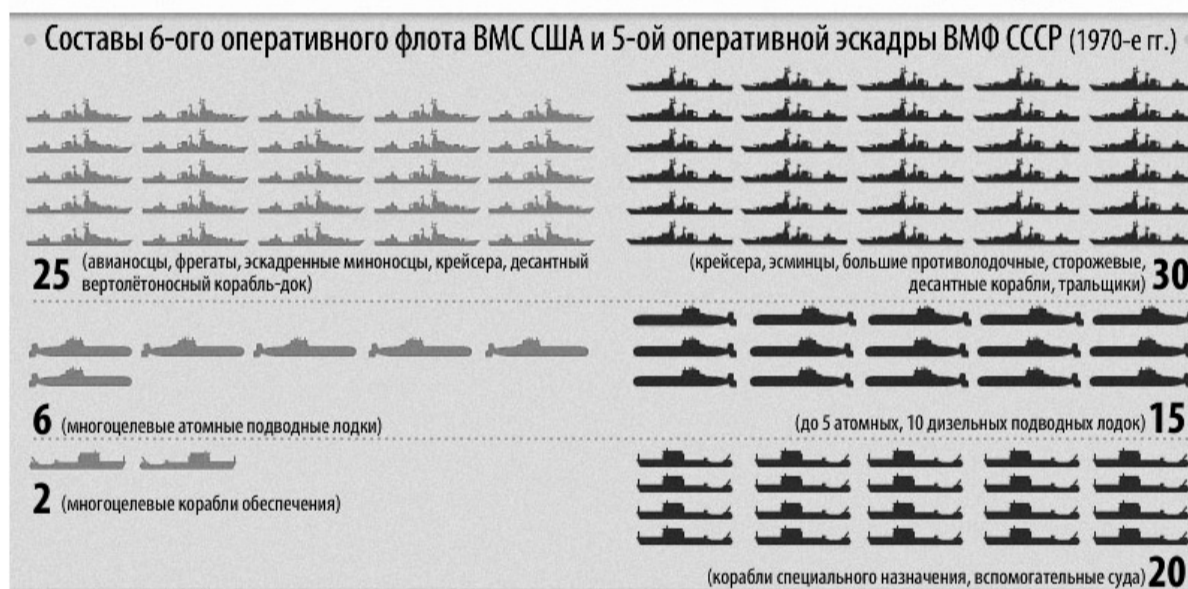 Составы 6-ого оперативного флота ВМС США и 5-ой оперативной эскадры ВМФ СССР (1970-е гг.)
25 (авианосцы, фрегаты, эскадренные миноносцы, крейсера, десантный
вертолётоносный корабль-док)
(крейсера, эсминцы, большие противолодочные, сторожевые,
десантные корабли, тральщики) 30
6 (многоцелевые атомные подводные лодки)
(до 5 атомных, 10 дизельных подводных лодок) 15
2 (многоцелевые корабли обеспечения)
(корабли специального назначения, вспомогательные суда) 20